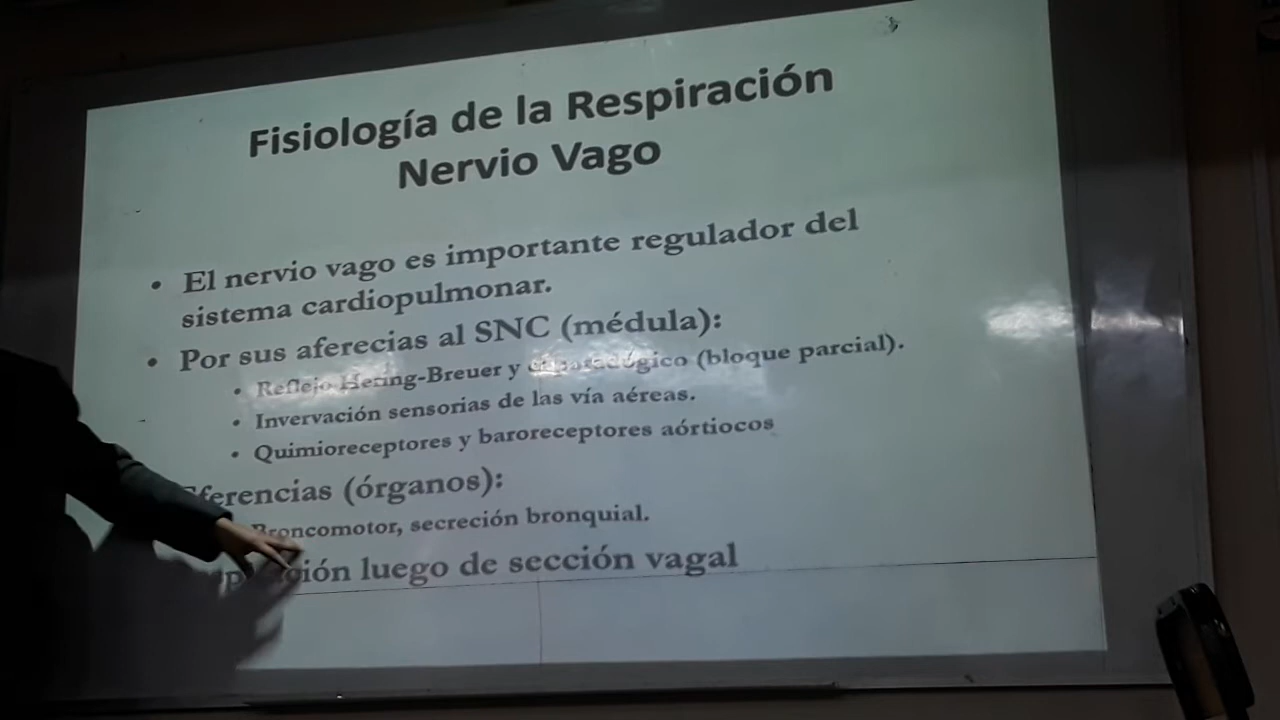 Fisiología de la Respiración
Nervio Vago
• El nervio vago es importante regulador del
sistema cardiopulmonar.
• Por sus aferecias al SNC (médula):
• Reflejo Hering-Breuer y (bloque parcial).
• Invervación sensorias de las vía aéreas.
• Quimioreceptores y baroreceptores aórtiocos
(órganos):
Broncomotor, secreción bronquial.
luego de sección vagal